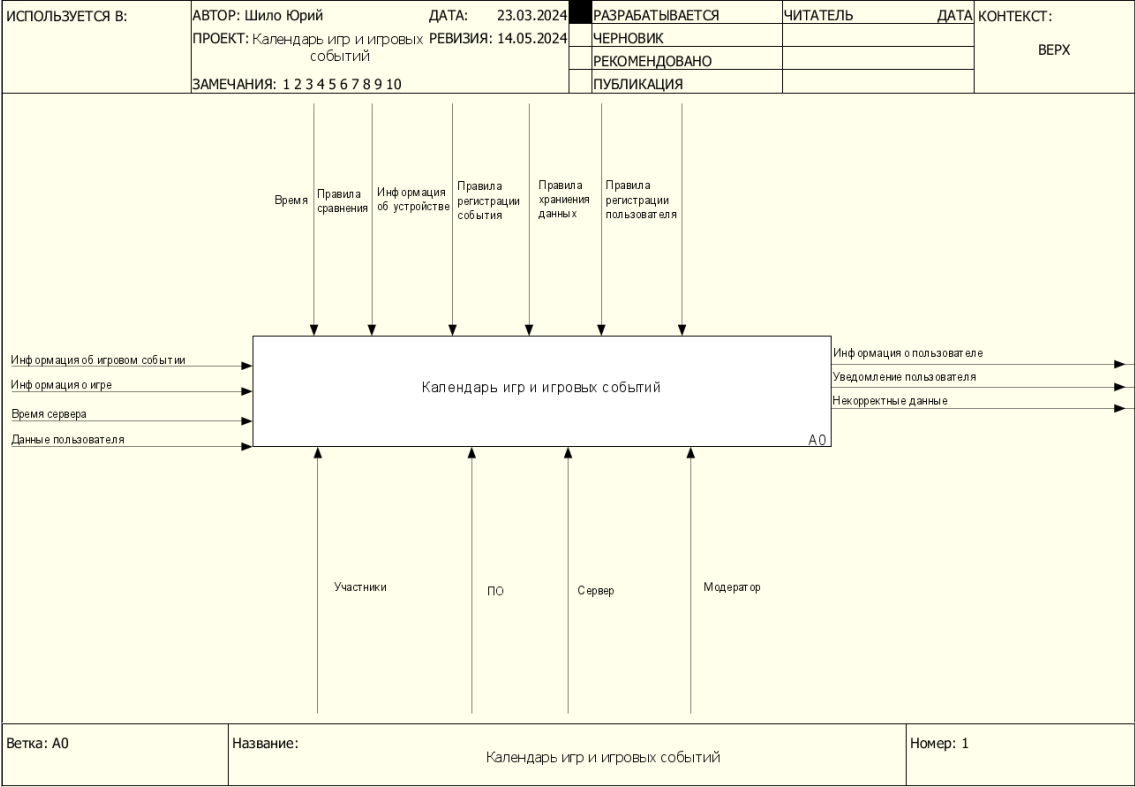 ИСПОЛЬЗУЕТСЯ В:
АВТОР: Шило Юрий
ДАТА: 23.03.2024
РАЗРАБАТЫВАЕТСЯ
ЧИТАТЕЛЬ
ДАТА
КОНТЕКСТ:
ПРОЕКТ: Календарь игр и игровых
событий
РЕВИЗИЯ: 14.05.2024
ЧЕРНОВИК
ВЕРХ
РЕКОМЕНДОВАНО
ЗАМЕЧАНИЯ: 1 2 3 4 5 6 7 8 9 10
ПУБЛИКАЦИЯ
Время
Правила
сравнения
Информация
об устройстве
Правила
регистрации
события
Правила
храниения
данных
Правила
регистрации
пользователя
Информация об игровом событии
Информация о игре
Время сервера
Данные пользователя
Календарь игр и игровых событий
A0
Информация о пользователе
Уведомление пользователя
Некорректные данные
Участники
ПО
Сервер
Модератор
Ветка: A0
Название:
Календарь игр и игровых событий
Номер: 1